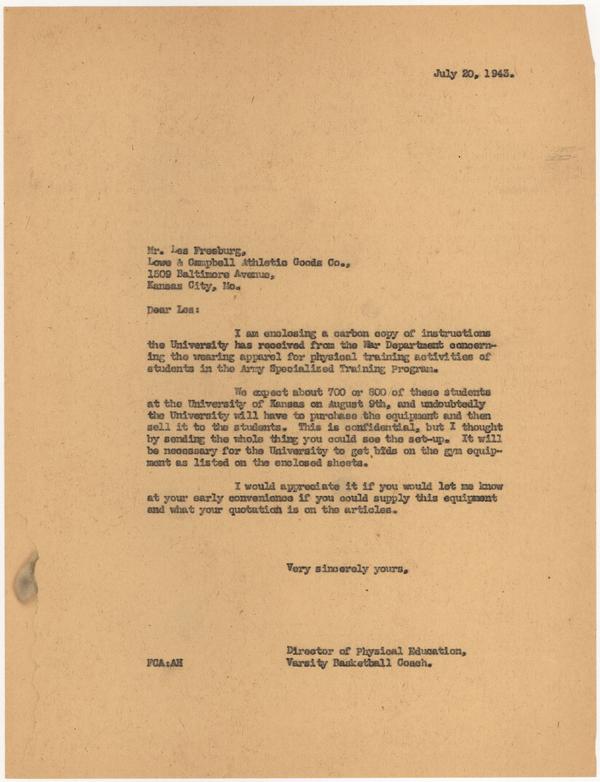 July 20, 1943.
Mr. Les Freeburg,
Lowe & Campbell Athletic Goods Co.,
1509 Baltimore Avenue,
Kansas City, Mo.
Dear Les:
I am enclosing a carbon copy of instructions
the University has received from the War Department concern-
ing the wearing apparel for physical training activities of
students in the Army Specialized Training Program.
We expect about 700 or 800 of these students
at the University of Kansas on August 9th, and undoubtedly
the University will have to purchase the equipment and then
sell it to the students. This is confidential, but I thought
by sending the whole thing you could see the set-up. It will
be necessary for the University to get bids on the gym equip-
ment as listed on the enclosed sheets.
I would appreciate it if you would let me know
at your early convenience if you could supply this equipment
and what your quotation is on the articles.
Very sincerely yours,
Director of Physical Education,
FCA:AH Varsity Basketball Coach.